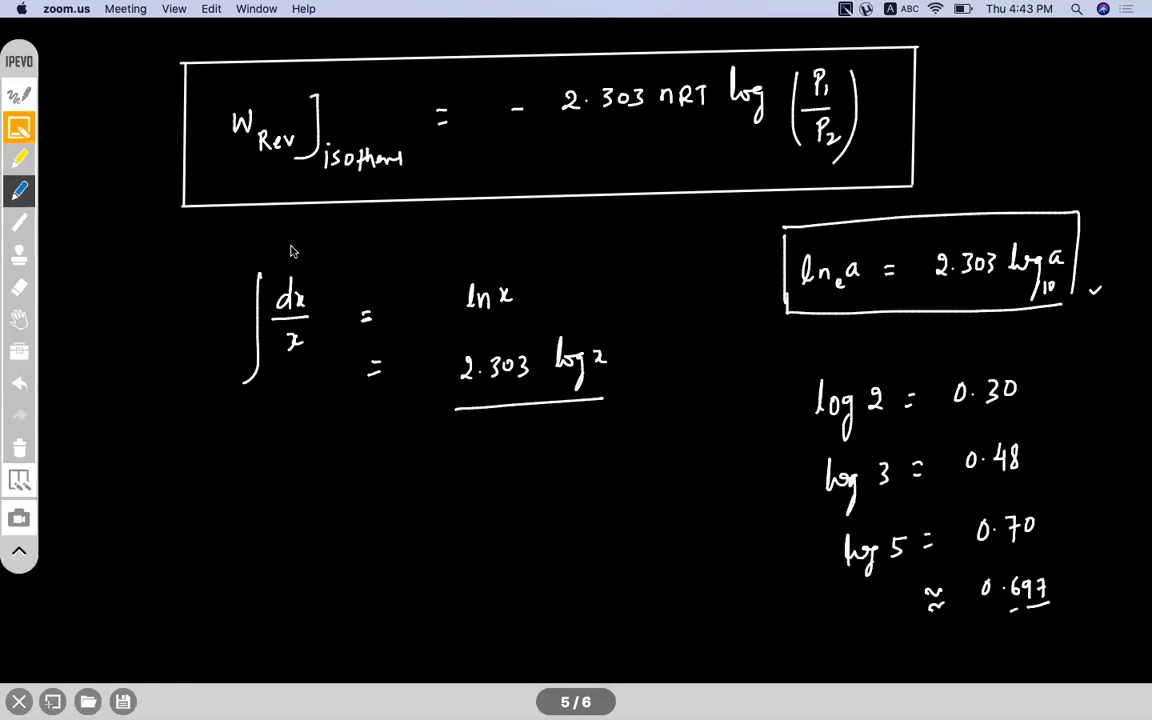 zoom.us Meeting View Edit Window Help ABC Thu 4:43 PM
IPEVO
W_Rev]_isotherm = - 2.303 nRT log (P₁/P₂)
ln_e a = 2.303 log_10 a
∫ dx/x = ln x
= 2.303 log x
log 2 = 0.30
log 3 = 0.48
log 5 = 0.70
≈ 0.697
5 / 6